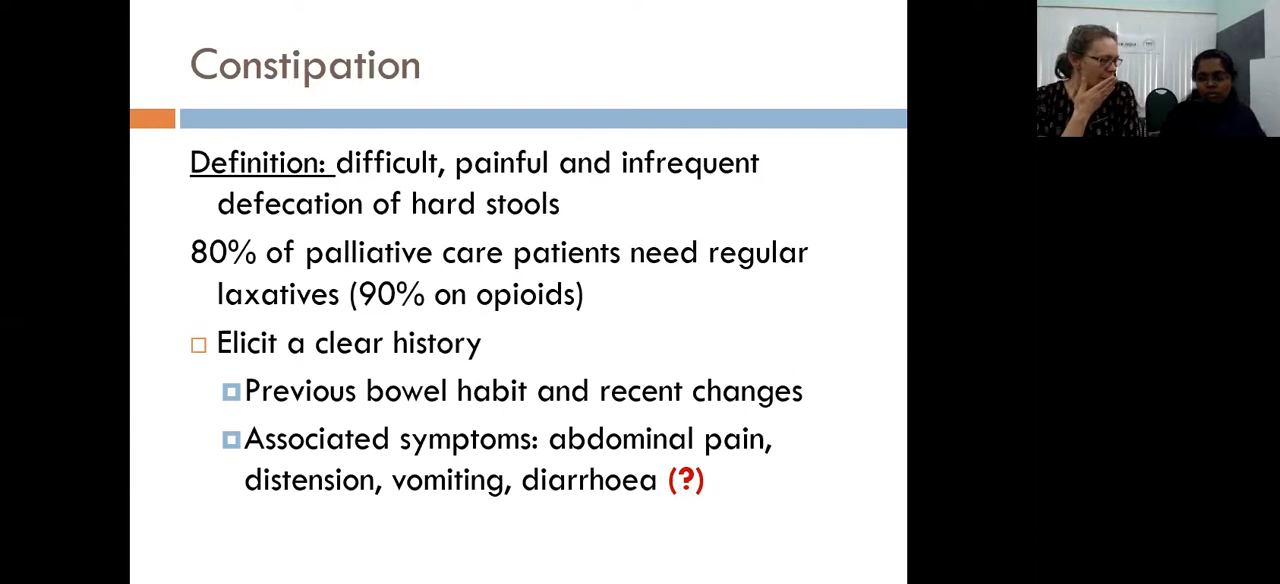 Constipation
Definition: difficult, painful and infrequent
defecation of hard stools
80% of palliative care patients need regular
laxatives (90% on opioids)
Elicit a clear history
Previous bowel habit and recent changes
Associated symptoms: abdominal pain,
distension, vomiting, diarrhoea (?)